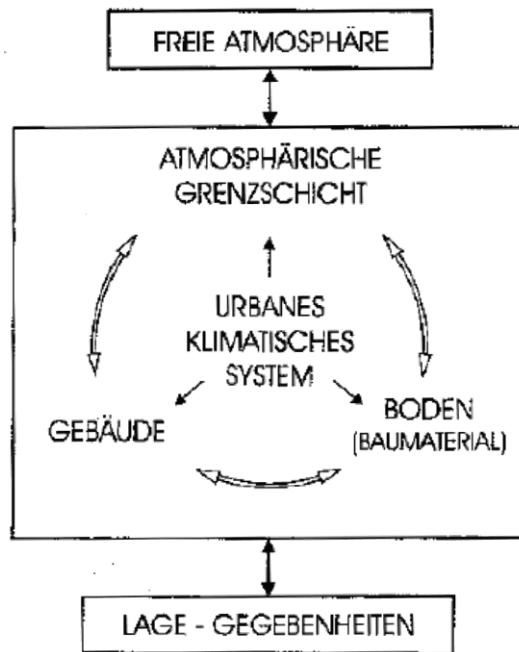 FREIE ATMOSPHÄRE
ATMOSPHÄRISCHE
GRENZSCHICHT
URBANES
KLIMATISCHES
SYSTEM
GEBÄUDE
BODEN
(BAUMATERIAL)
LAGE - GEGEBENHEITEN